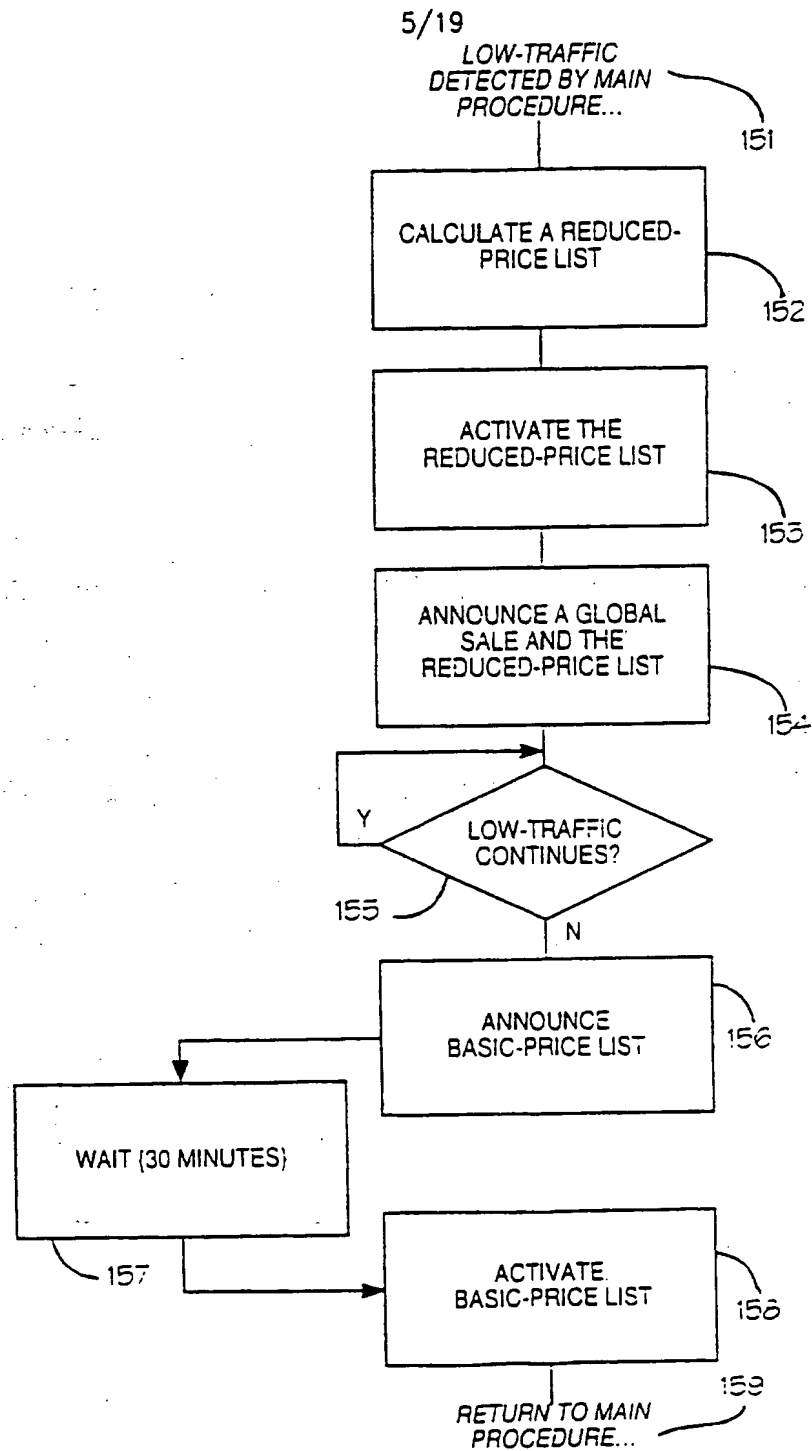 5/19
LOW-TRAFFIC
DETECTED BY MAIN
PROCEDURE...
151
CALCULATE A REDUCED-
PRICE LIST
152
ACTIVATE THE
REDUCED-PRICE LIST
153
ANNOUNCE A GLOBAL
SALE AND THE
REDUCED-PRICE LIST
154
Y
LOW-TRAFFIC
CONTINUES?
155
N
ANNOUNCE
BASIC-PRICE LIST
156
WAIT {30 MINUTES}
157
ACTIVATE
BASIC-PRICE LIST
158
RETURN TO MAIN
PROCEDURE...
159